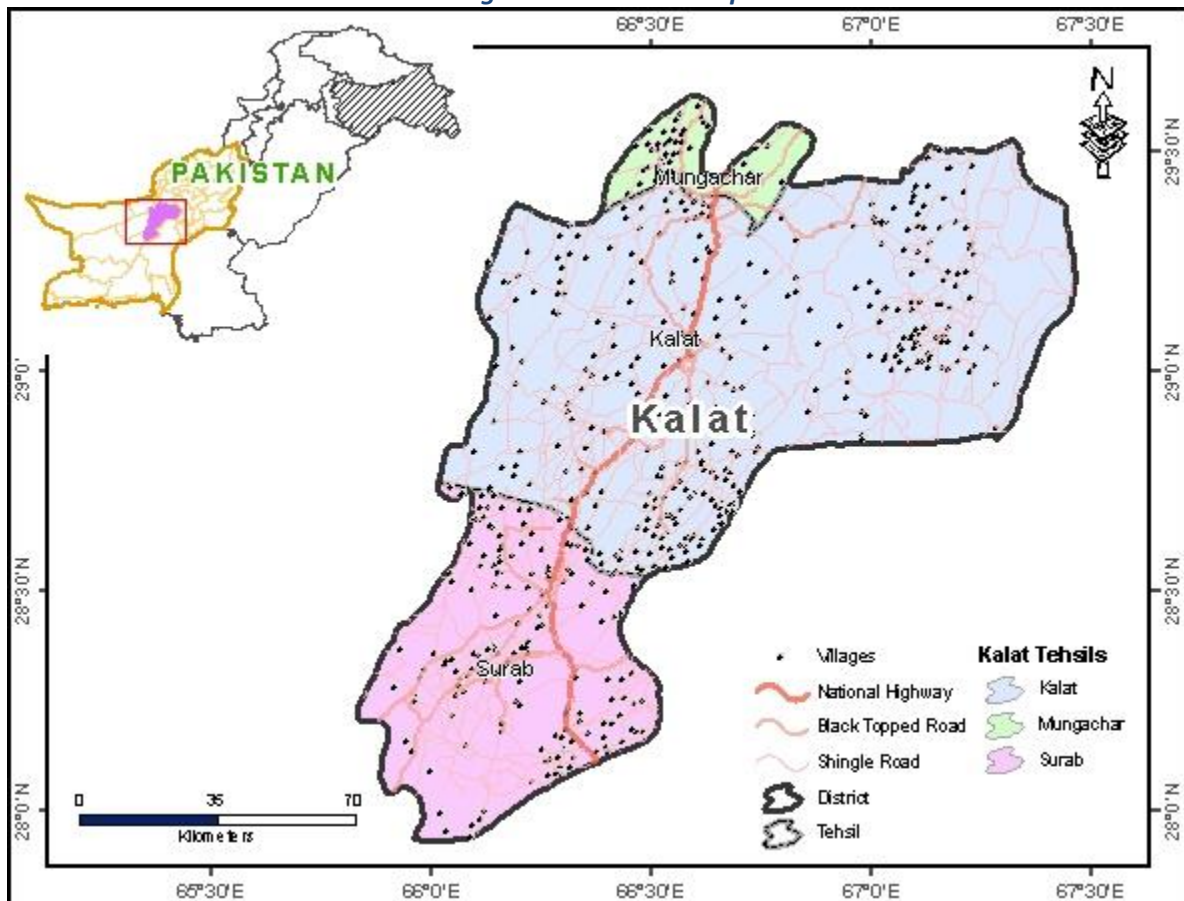 66°30'E 67°0'E 67°30'E
N
PAKISTAN
29°30'N
29°30'N
Mungachar
Kalat
29°0'
29°0'N
Kalat
28°30'N
28°30'N
Surab
Villages
National Highway
Black Topped Road
Shingle Road
District
Tehsil
Kalat Tehsils
Kalat
Mungachar
Surab
0 35 70
Kilometers
28°0'N
28°0'N
65°30'E 66°0'E 66°30'E 67°0'E 67°30'E